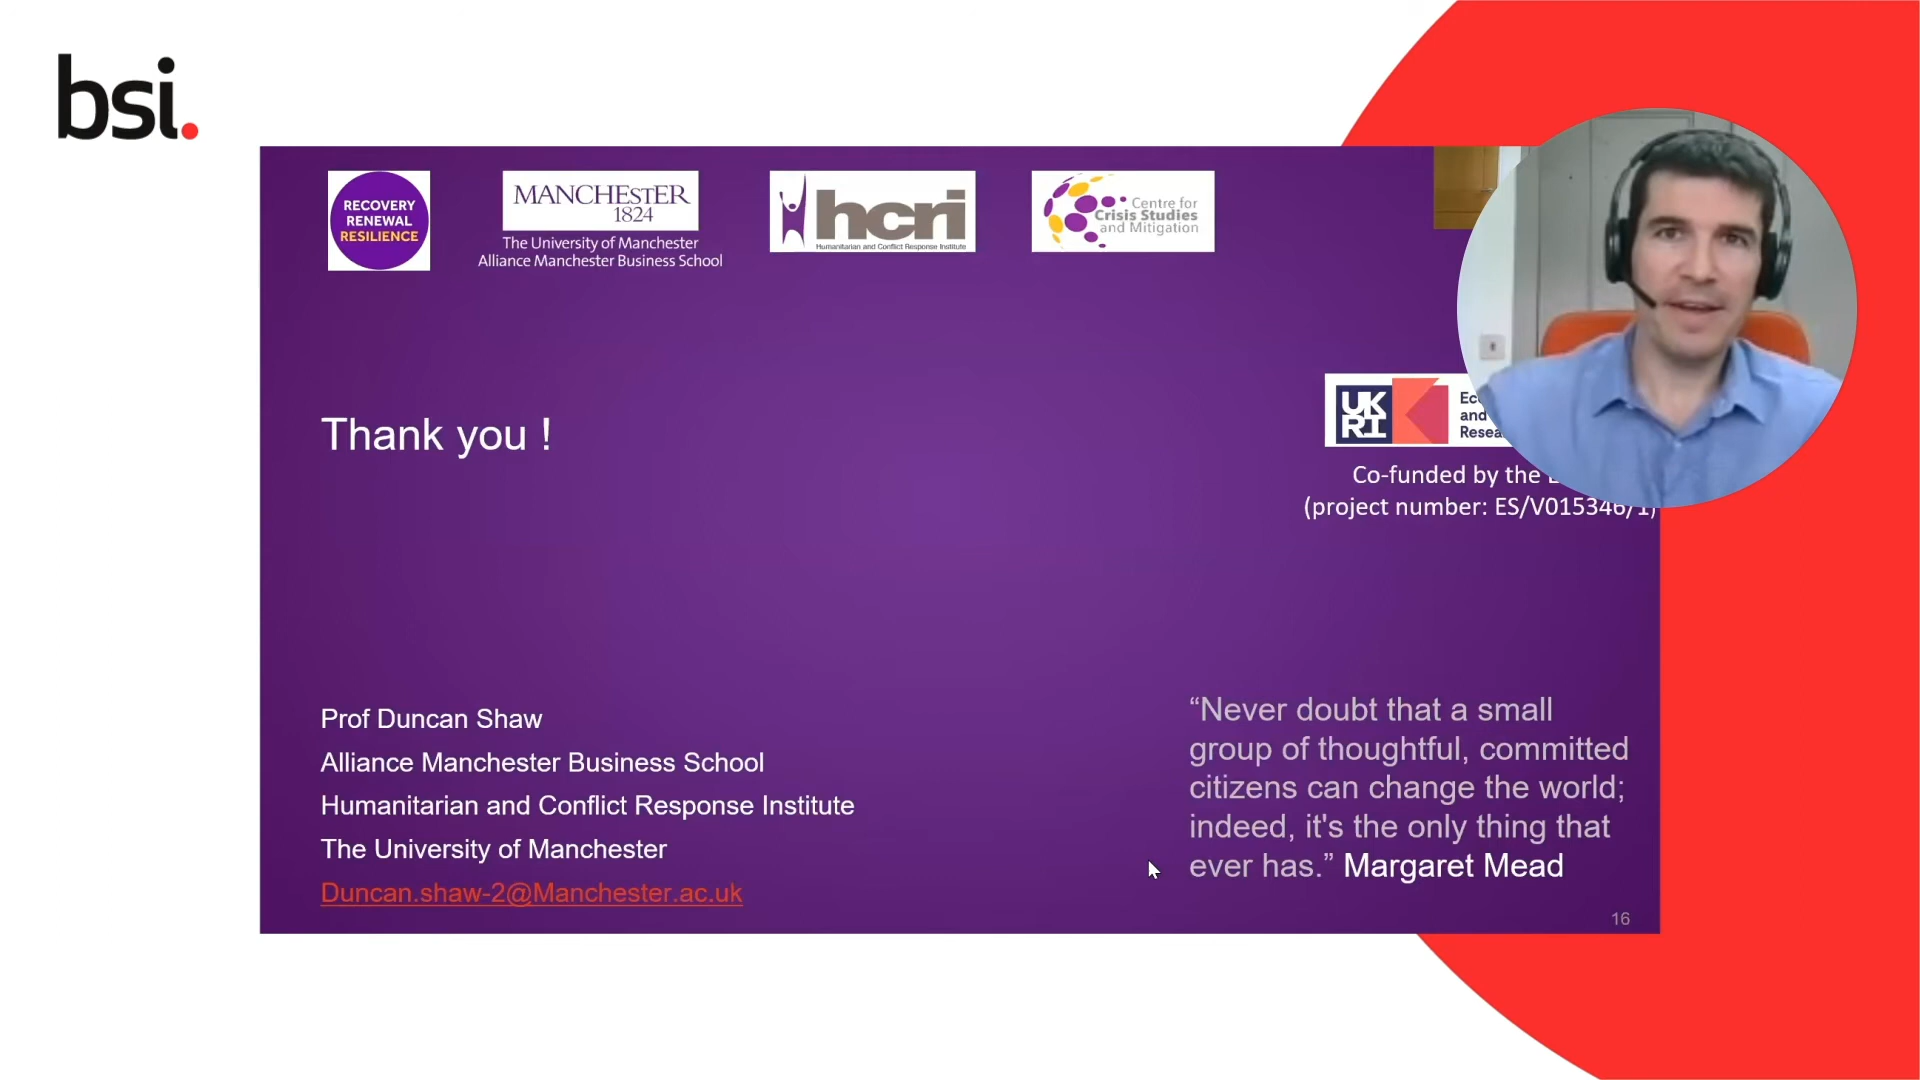 bsi.
RECOVERY
RENEWAL
RESILIENCE
MANCHESTER
1824
The University of Manchester
Alliance Manchester Business School
hcri
Humanitarian and Conflict Response Institute
Centre for
Crisis Studies
and Mitigation
UK
RI
and
Co-funded by the
(project number: ES/V015346/1)
Thank you !
Prof Duncan Shaw
Alliance Manchester Business School
Humanitarian and Conflict Response Institute
The University of Manchester
Duncan.shaw-2@Manchester.ac.uk
“Never doubt that a small
group of thoughtful, committed
citizens can change the world;
indeed, it's the only thing that
ever has.” Margaret Mead
16